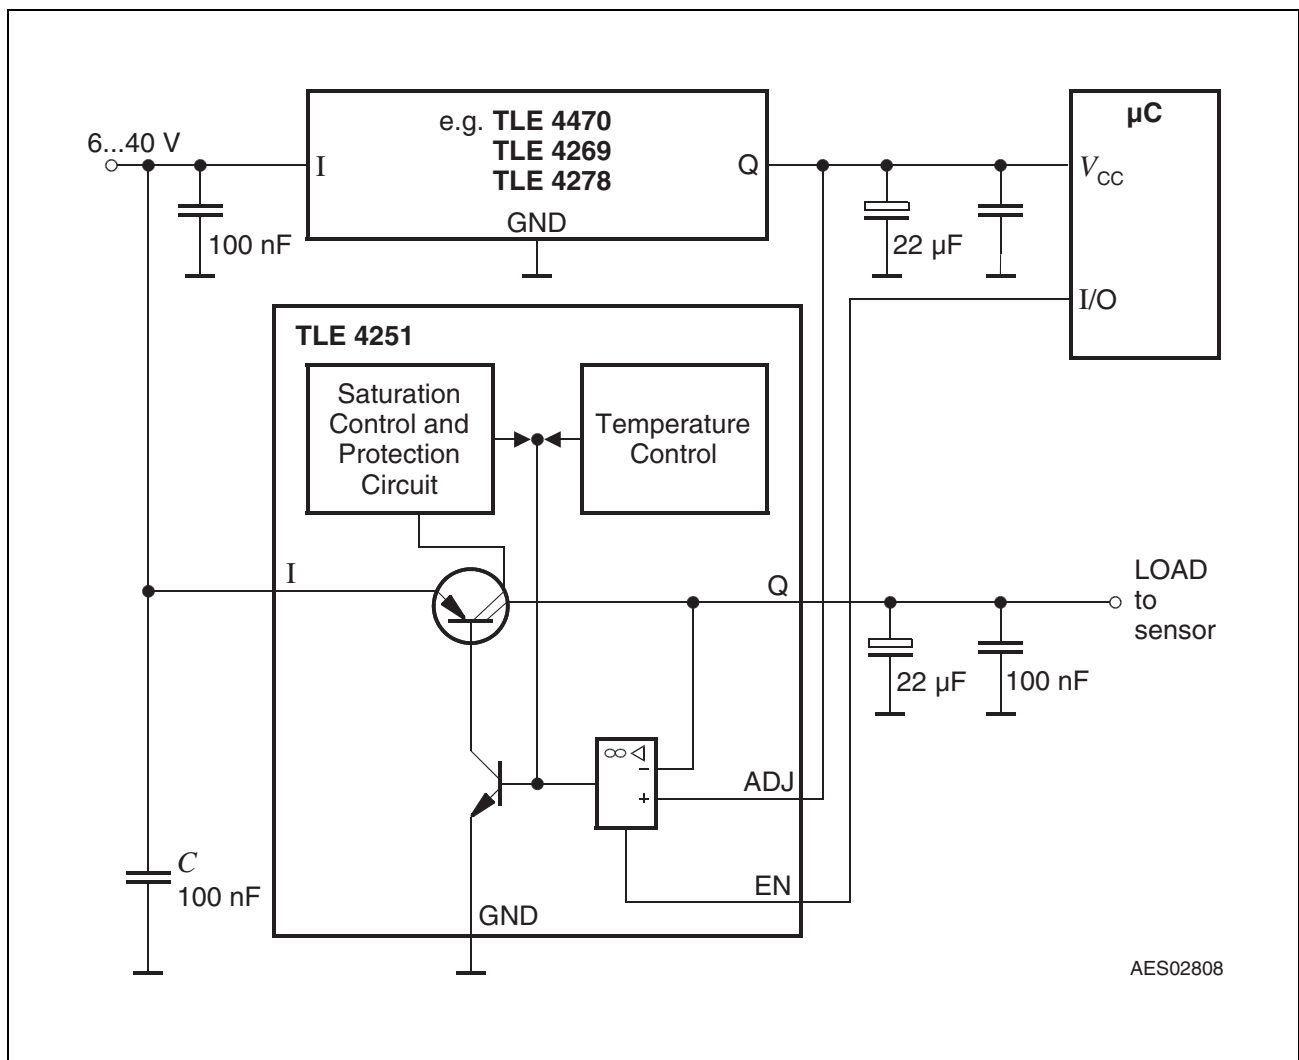 6...40 V
I
e.g. TLE 4470
TLE 4269
TLE 4278
Q
GND
100 nF
22 µF
µC
VCC
I/O
TLE 4251
Saturation
Control and
Protection
Circuit
Temperature
Control
I
Q
LOAD
to
sensor
22 µF
100 nF
∞
−
+
ADJ
EN
GND
C
100 nF
AES02808